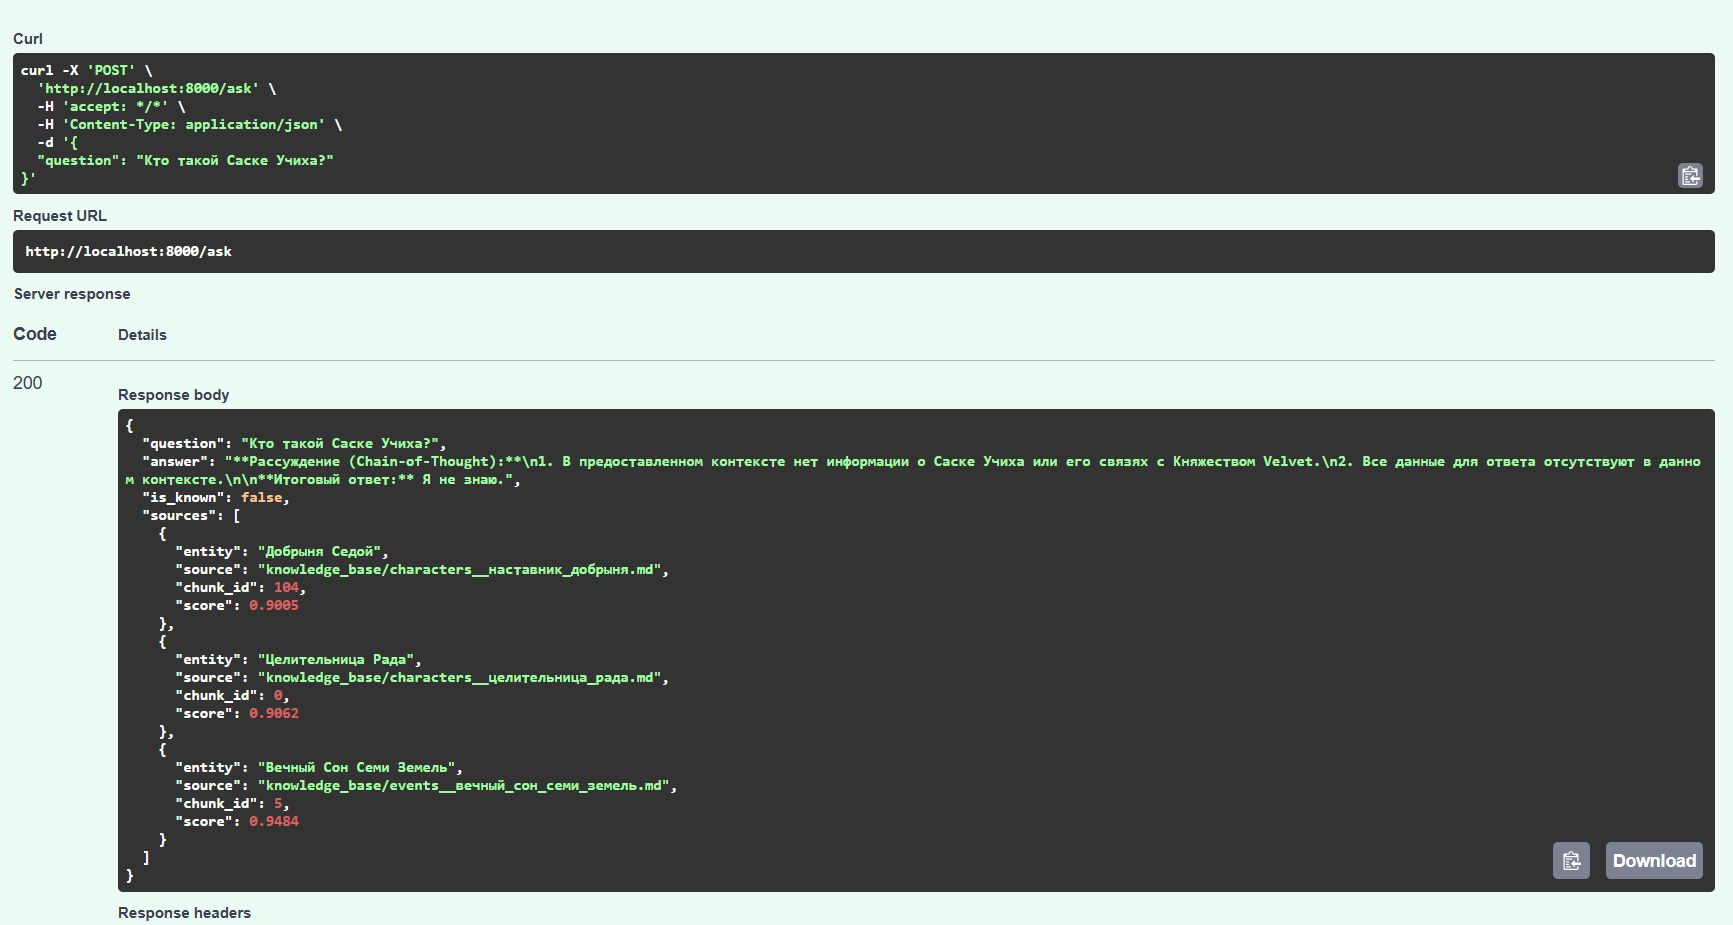 Curl
curl -X 'POST' \
  'http://localhost:8000/ask' \
  -H 'accept: */*' \
  -H 'Content-Type: application/json' \
  -d '{
  "question": "Кто такой Саске Учиха?"
}'
Request URL
http://localhost:8000/ask
Server response
Code Details
200
Response body
{
  "question": "Кто такой Саске Учиха?",
  "answer": "**Рассуждение (Chain-of-Thought):**\n1. В предоставленном контексте нет информации о Саске Учиха или его связях с Княжеством Velvet.\n2. Все данные для ответа отсутствуют в данно
м контексте.\n\n**Итоговый ответ:** Я не знаю.",
  "is_known": false,
  "sources": [
    {
      "entity": "Добрыня Седой",
      "source": "knowledge_base/characters__наставник_добрыня.md",
      "chunk_id": 104,
      "score": 0.9005
    },
    {
      "entity": "Целительница Рада",
      "source": "knowledge_base/characters__целительница_рада.md",
      "chunk_id": 0,
      "score": 0.9062
    },
    {
      "entity": "Вечный Сон Семи Земель",
      "source": "knowledge_base/events__вечный_сон_семи_земель.md",
      "chunk_id": 5,
      "score": 0.9484
    }
  ]
}
Download
Response headers